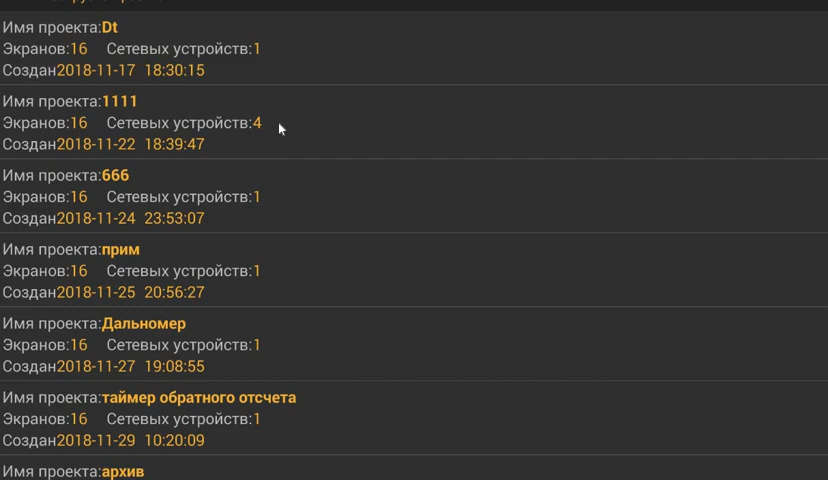 Имя проекта:Dt
Экранов:16 Сетевых устройств:1
Создан2018-11-17 18:30:15
Имя проекта:1111
Экранов:16 Сетевых устройств:4
Создан2018-11-22 18:39:47
Имя проекта:666
Экранов:16 Сетевых устройств:1
Создан2018-11-24 23:53:07
Имя проекта:прим
Экранов:16 Сетевых устройств:1
Создан2018-11-25 20:56:27
Имя проекта:Дальномер
Экранов:16 Сетевых устройств:1
Создан2018-11-27 19:08:55
Имя проекта:таймер обратного отсчета
Экранов:16 Сетевых устройств:1
Создан2018-11-29 10:20:09
Имя проекта:архив